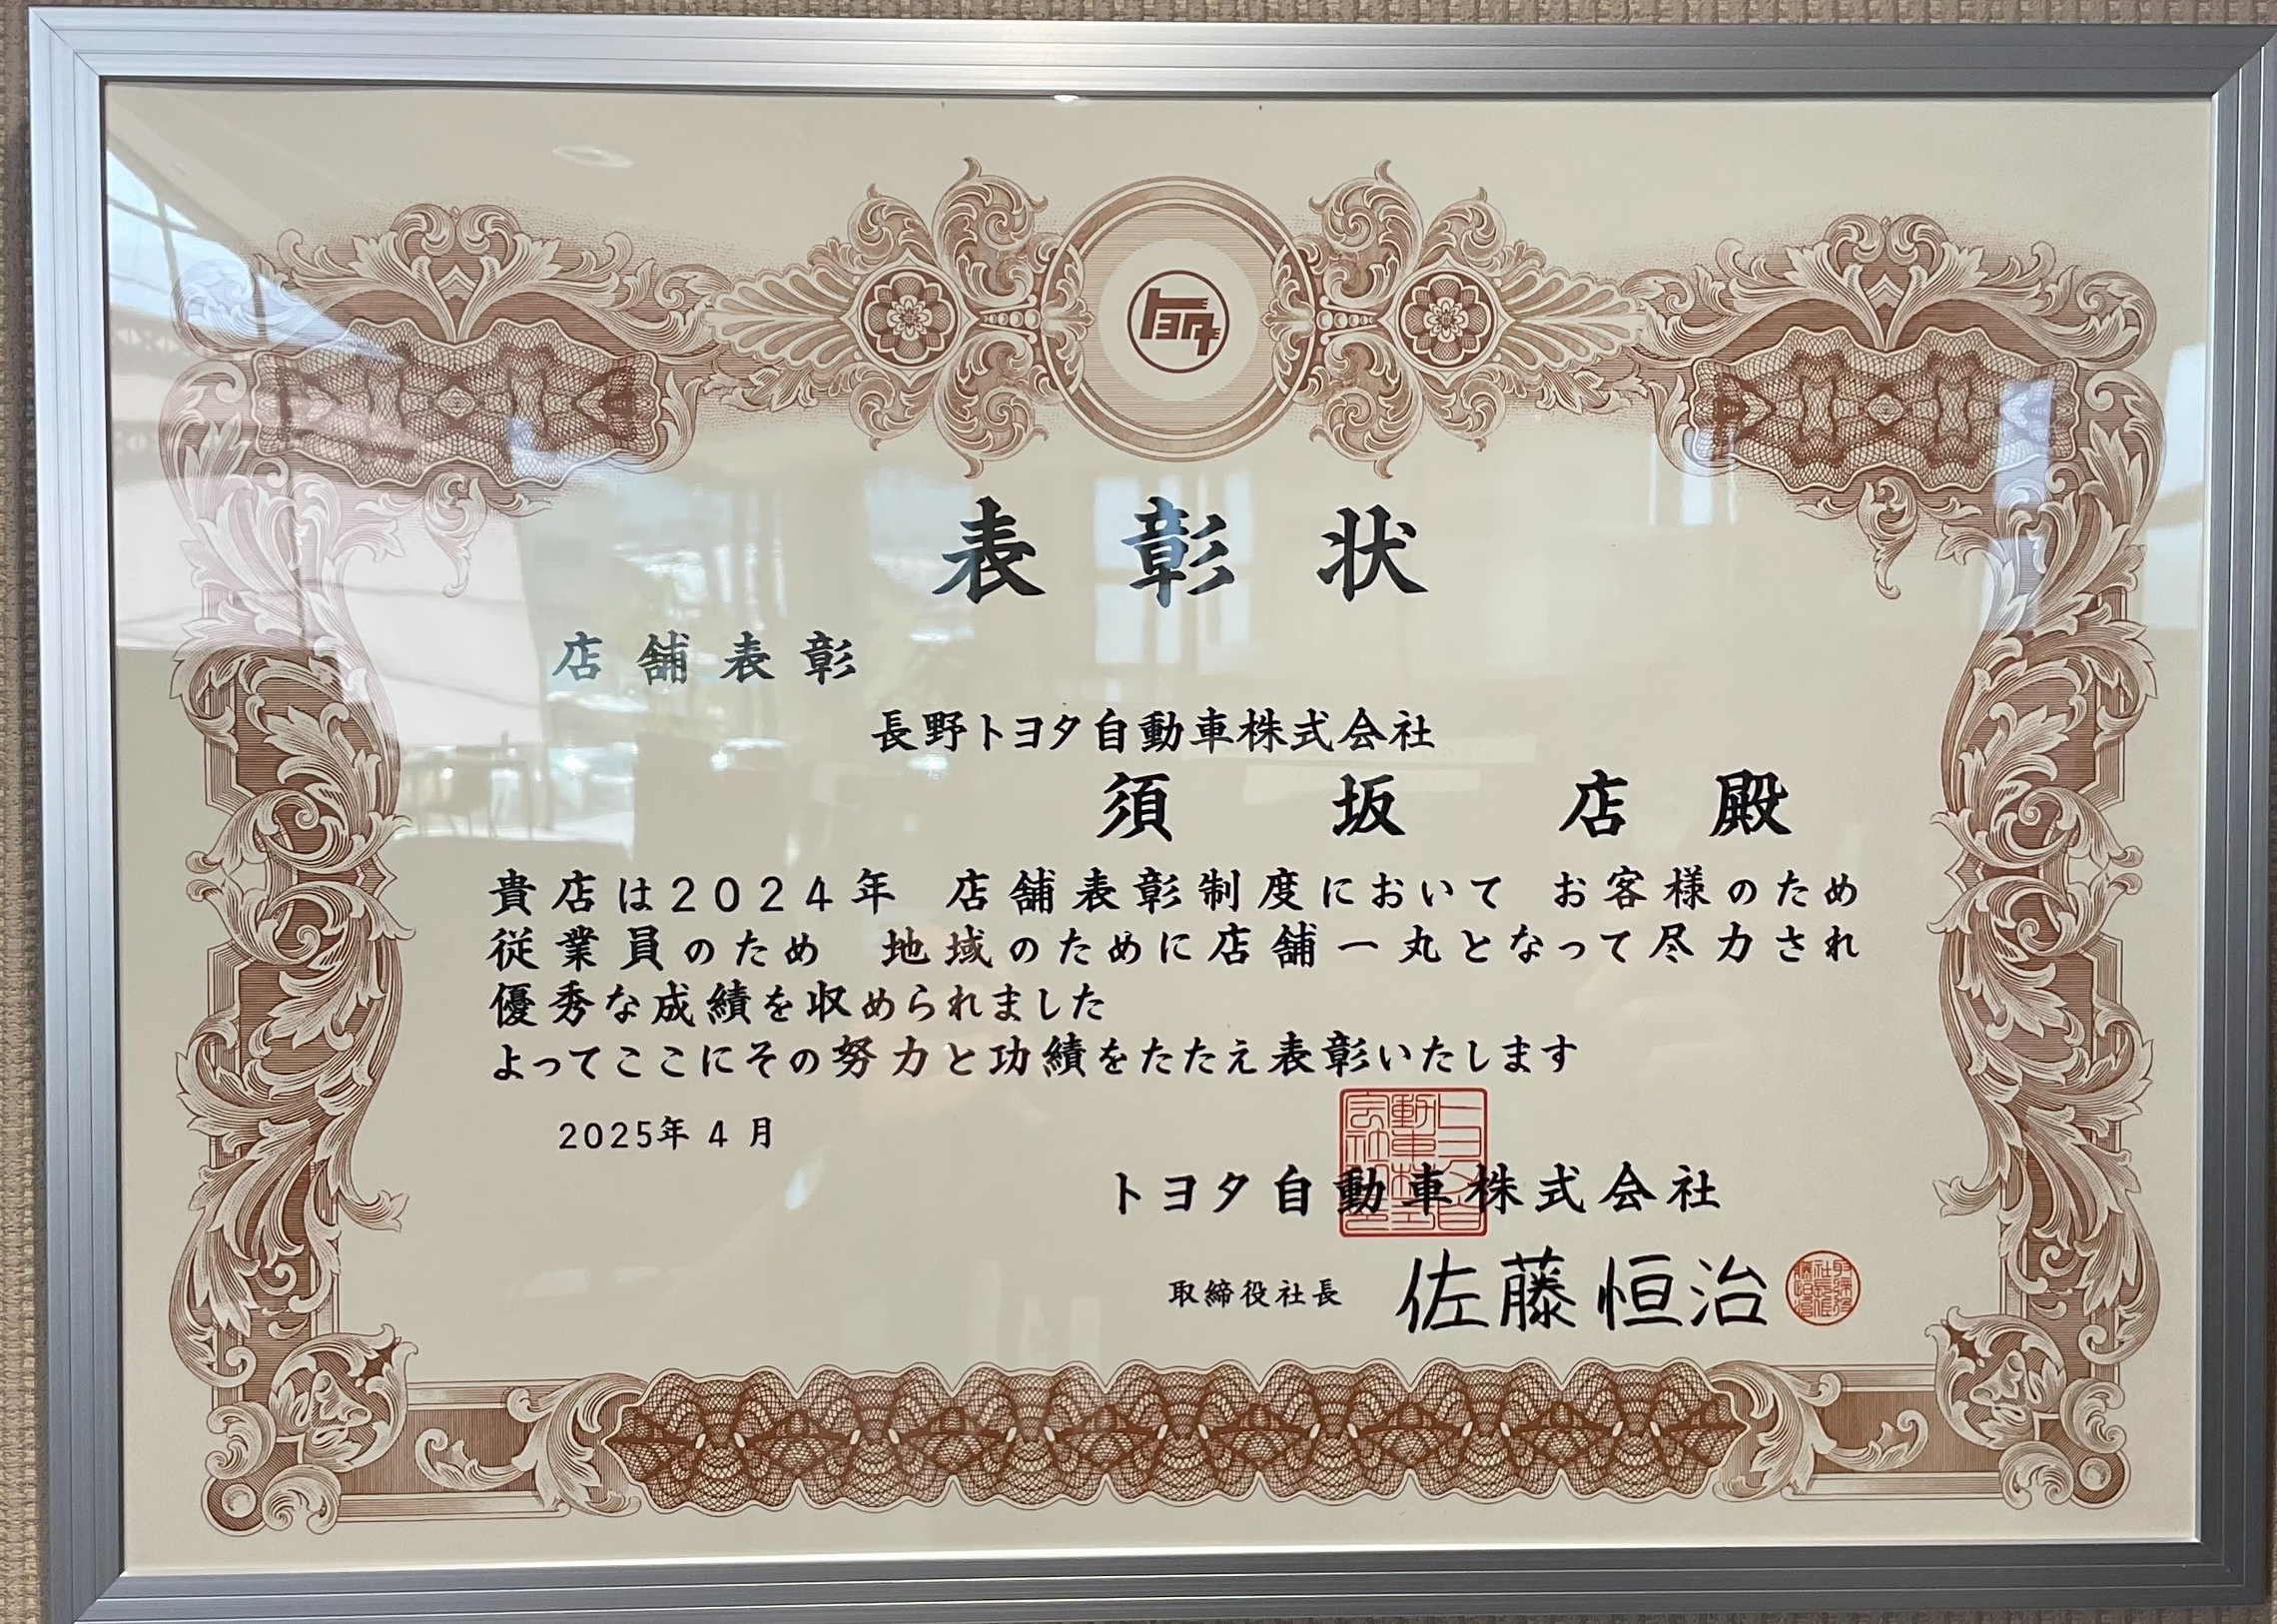 トヨタ
表彰状
店舗表彰
長野トヨタ自動車株式会社
須坂店殿
貴店は2024年 店舗表彰制度において お客様のため
従業員のため 地域のために店舗一丸となって尽力され
優秀な成績を収められました
よってここにその努力と功績をたたえ表彰いたします
2025年4月
トヨタ自動車株式会社
取締役社長 佐藤恒治